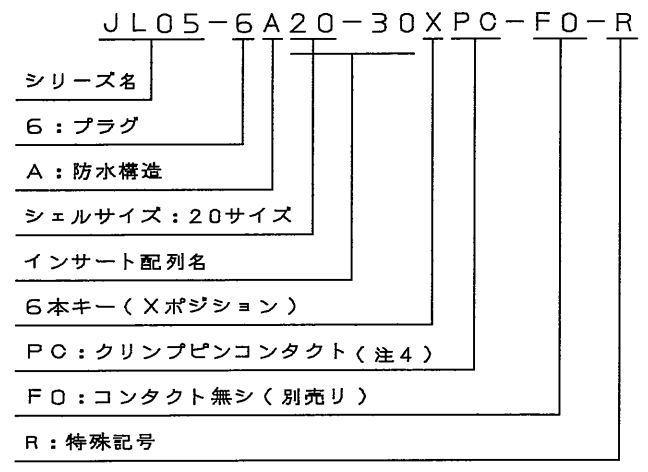 JL05-6A20-30XPC-F0-R
シリーズ名
6:プラグ
A:防水構造
シェルサイズ:20サイズ
インサート配列名
6本キー(Xポジション)
PC:クリンプピンコンタクト(注4)
F0:コンタクト無シ(別売リ)
R:特殊記号